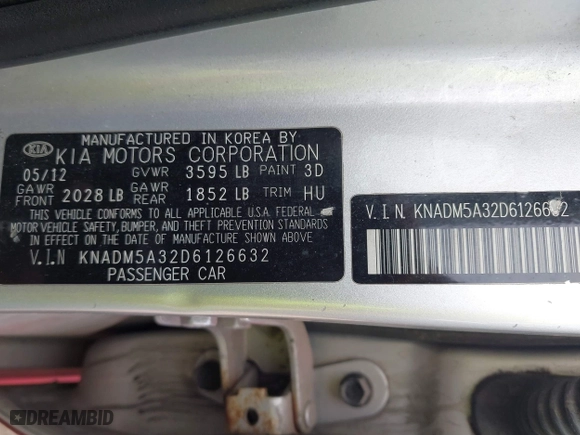 MANUFACTURED IN KOREA BY
KIA KIA MOTORS CORPORATION
05/12 GVWR 3595 LB PAINT 3D
GAWR FRONT 2028 LB GAWR REAR 1852 LB TRIM HU
THIS VEHICLE CONFORMS TO ALL APPLICABLE U.S.A. FEDERAL
MOTOR VEHICLE SAFETY, BUMPER, AND THEFT PREVENTION STANDARDS
IN EFFECT ON THE DATE OF MANUFACTURE SHOWN ABOVE.
V.I.N KNADM5A32D6126632
PASSENGER CAR
V.I.N. KNADM5A32D6126632
DREAMBID